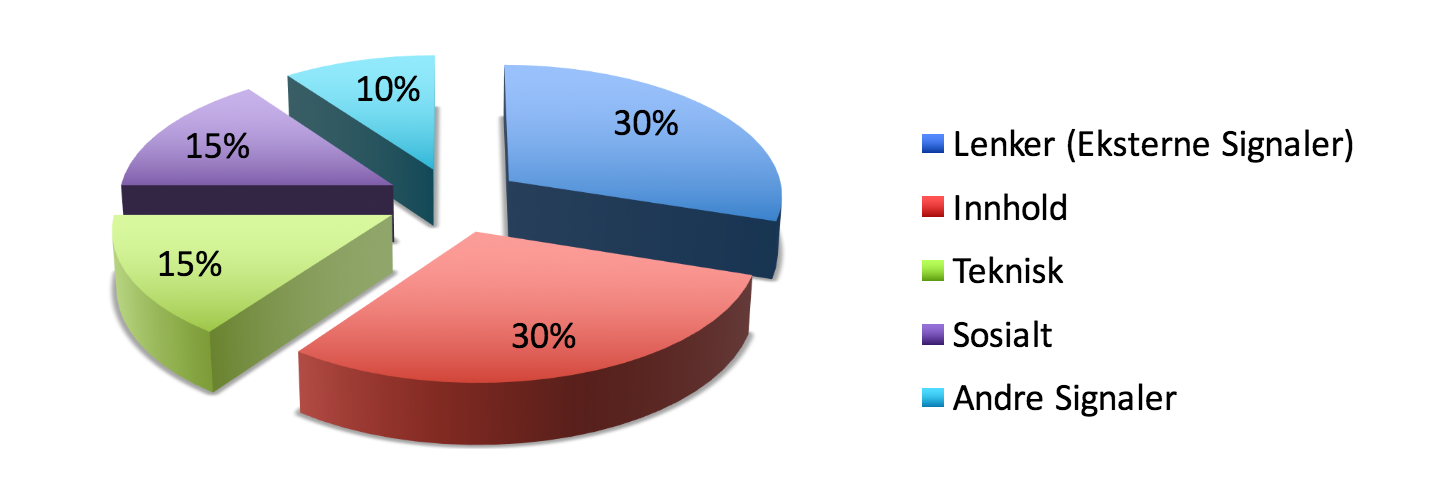 10%
30%
15%
15%
30%
Lenker (Eksterne Signaler)
Innhold
Teknisk
Sosialt
Andre Signaler